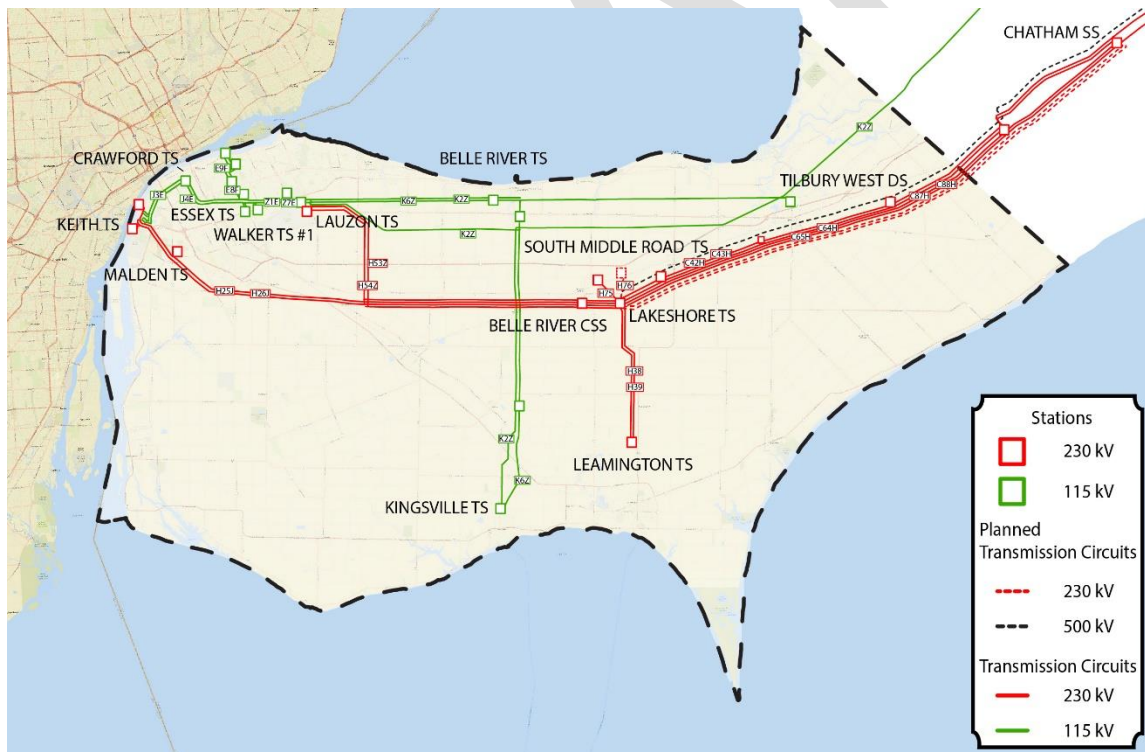 CHATHAM SS
K2Z
CRAWFORD TS
BELLE RIVER TS
E9F
TILBURY WEST DS
C88H
E8F
J3E
J4E
C87H
ESSEX TS
Z1E
Z7E
K6Z
K2Z
KEITH TS
LAUZON TS
WALKER TS #1
K2Z
C64H
C65H
SOUTH MIDDLE ROAD TS
C43H
C42H
MALDEN TS
H53Z
H54Z
H75
H76
H25J
H26J
BELLE RIVER CSS
LAKESHORE TS
H38
H39
K2Z
LEAMINGTON TS
K6Z
KINGSVILLE TS
Stations
230 kV
115 kV
Planned
Transmission Circuits
230 kV
500 kV
Transmission Circuits
230 kV
115 kV